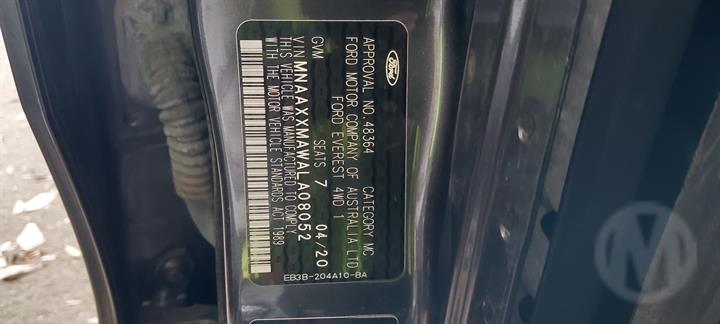 Ford
APPROVAL NO. 48364 CATEGORY MC
FORD MOTOR COMPANY OF AUSTRALIA LTD
FORD EVEREST 4WD 1
GVM SEATS 7 04/20
VIN MNAAXXMAWALA08052
THIS VEHICLE WAS MANUFACTURED TO COMPLY
WITH THE MOTOR VEHICLE STANDARDS ACT 1989
EB3B-204A10-BA
M